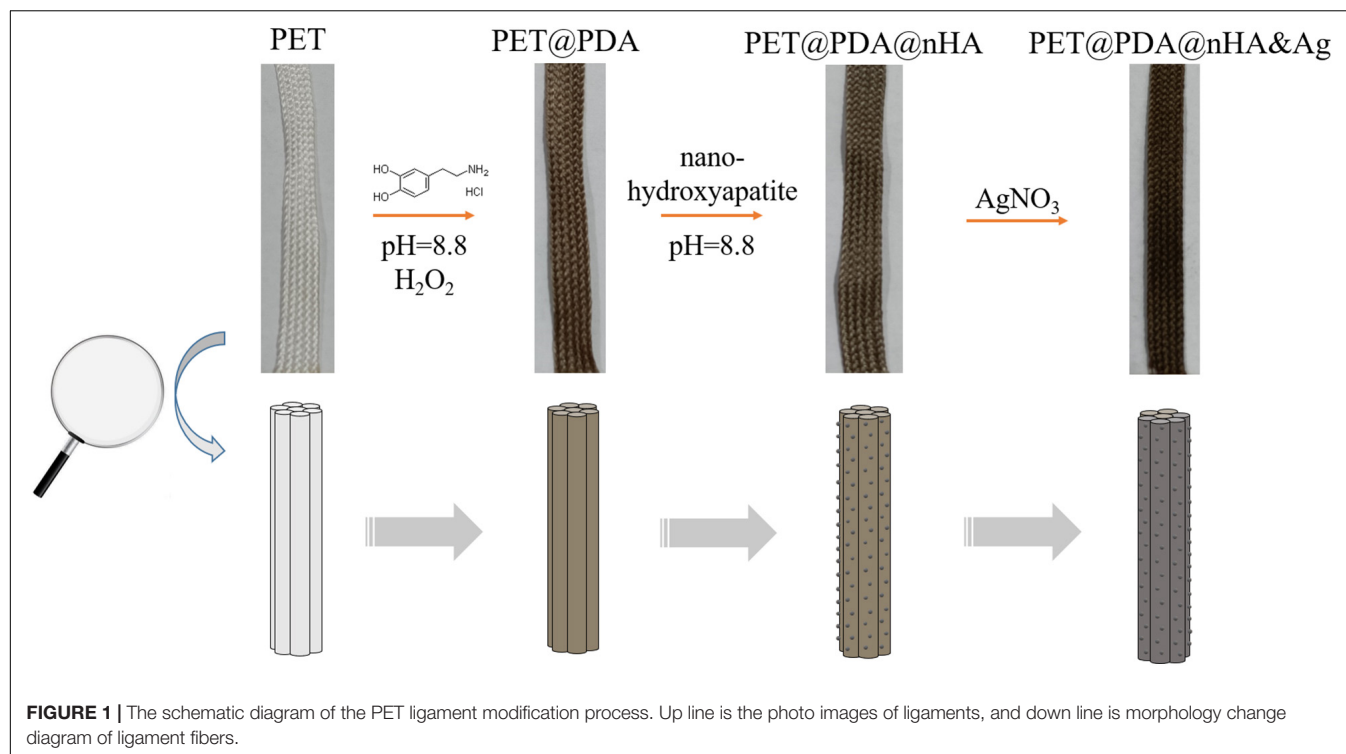 PET
PET@PDA
PET@PDA@nHA
PET@PDA@nHA&Ag
HO
HO
NH₂
HCl
pH=8.8
H₂O₂
nano-
hydroxyapatite
pH=8.8
AgNO₃
FIGURE 1 | The schematic diagram of the PET ligament modification process. Up line is the photo images of ligaments, and down line is morphology change
diagram of ligament fibers.